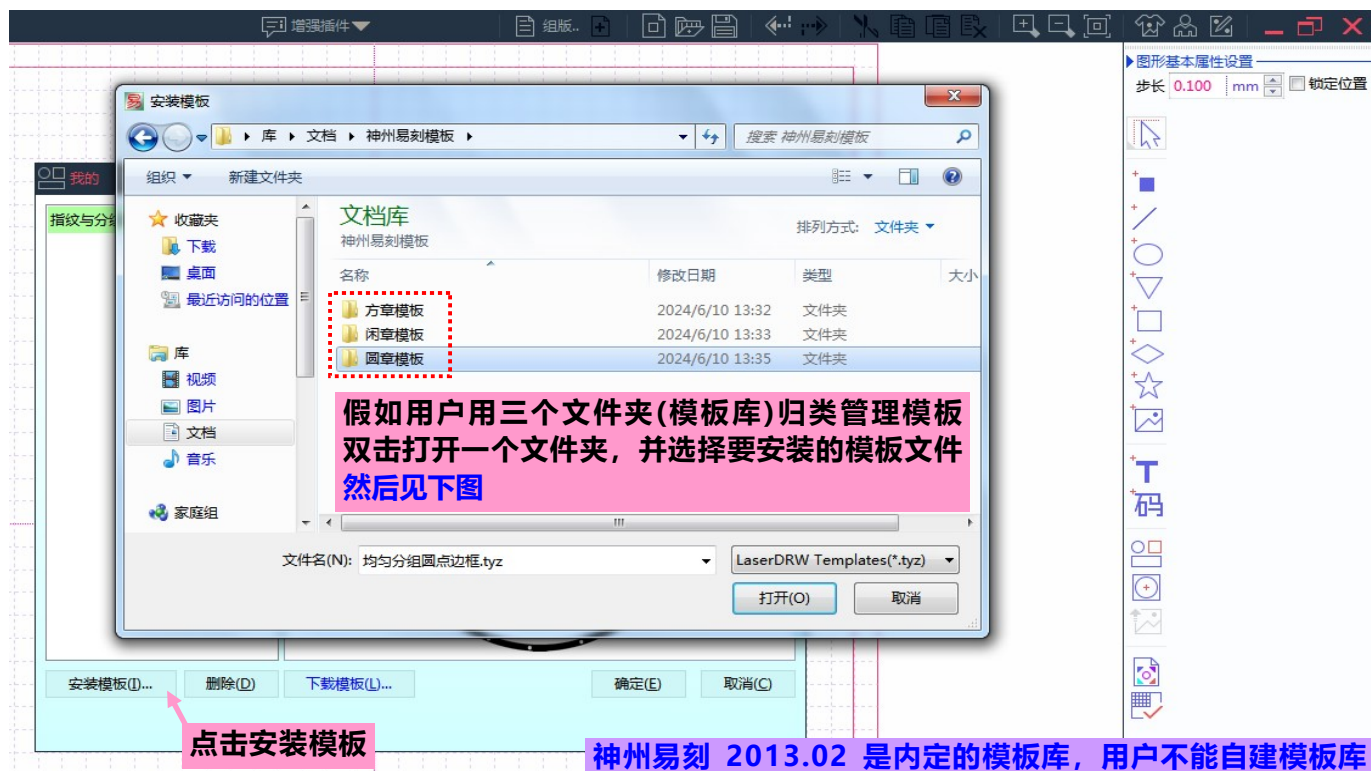 增强插件
组版..
图形基本属性设置
步长 0.100 mm 锁定位置
安装模板
库 文档 神州易刻模板
搜索 神州易刻模板
组织 新建文件夹
我的
指纹与分
收藏夹
下载
桌面
最近访问的位置
库
视频
图片
文档
音乐
家庭组
文档库
神州易刻模板
排列方式: 文件夹
名称 修改日期 类型 大小
方章模板 2024/6/10 13:32 文件夹
闲章模板 2024/6/10 13:33 文件夹
圆章模板 2024/6/10 13:35 文件夹
假如用户用三个文件夹(模板库)归类管理模板
双击打开一个文件夹，并选择要安装的模板文件
然后见下图
文件名(N): 均匀分组圆点边框.tyz LaserDRW Templates(*.tyz)
打开(O) 取消
T
码
安装模板(I)... 删除(D) 下载模板(L)... 确定(E) 取消(C)
点击安装模板
神州易刻 2013.02 是内定的模板库，用户不能自建模板库